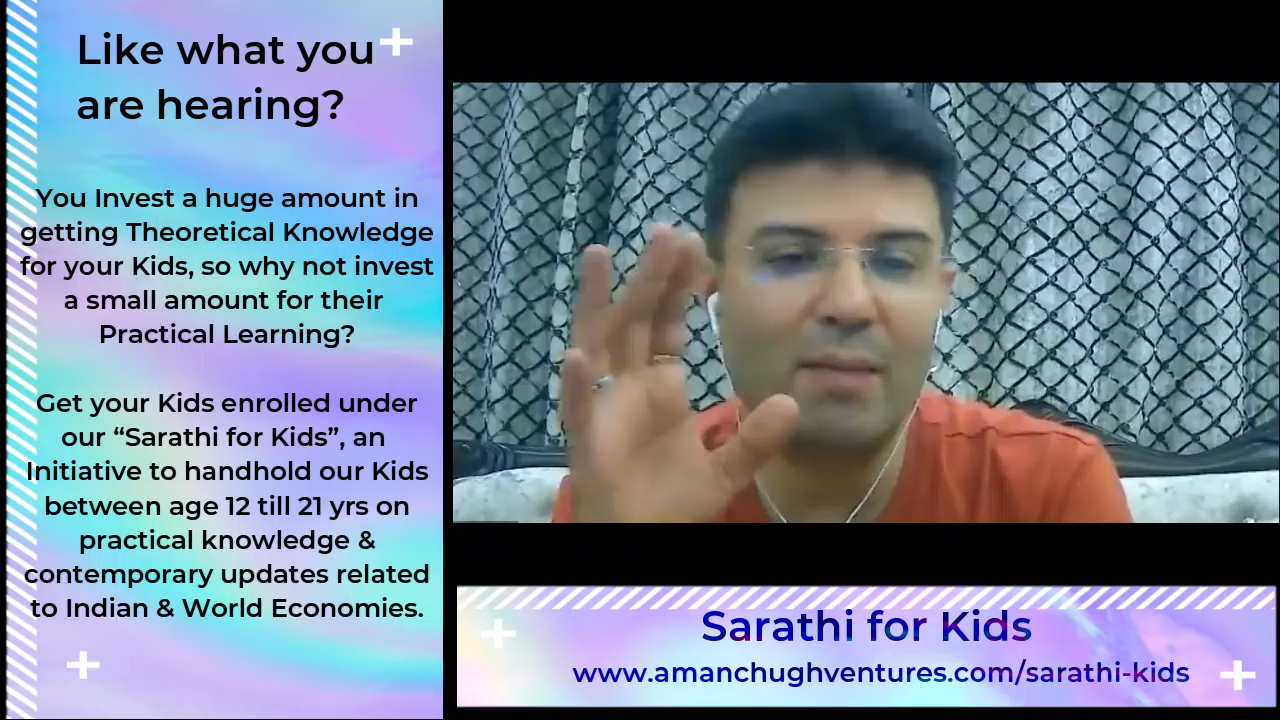 Like what you
are hearing?
You Invest a huge amount in
getting Theoretical Knowledge
for your Kids, so why not invest
a small amount for their
Practical Learning?
Get your Kids enrolled under
our “Sarathi for Kids”, an
Initiative to handhold our Kids
between age 12 till 21 yrs on
practical knowledge &
contemporary updates related
to Indian & World Economies.
Sarathi for Kids
www.amanchughventures.com/sarathi-kids